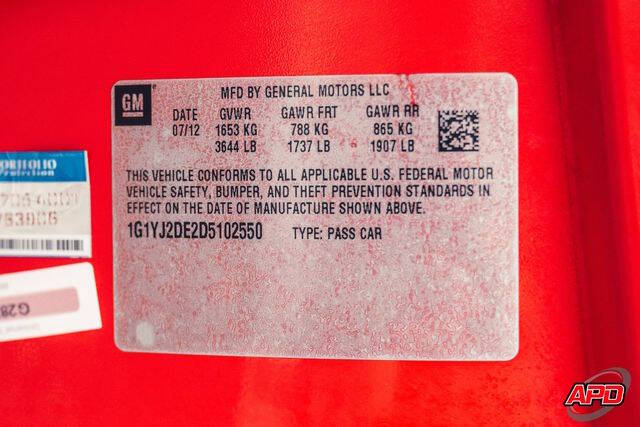 GM
MFD BY GENERAL MOTORS LLC
DATE GVWR GAWR FRT GAWR RR
07/12 1653 KG 788 KG 865 KG
3644 LB 1737 LB 1907 LB
THIS VEHICLE CONFORMS TO ALL APPLICABLE U.S. FEDERAL MOTOR
VEHICLE SAFETY, BUMPER, AND THEFT PREVENTION STANDARDS IN
EFFECT ON THE DATE OF MANUFACTURE SHOWN ABOVE.
1G1YJ2DE2D5102550 TYPE: PASS CAR
G28
APD